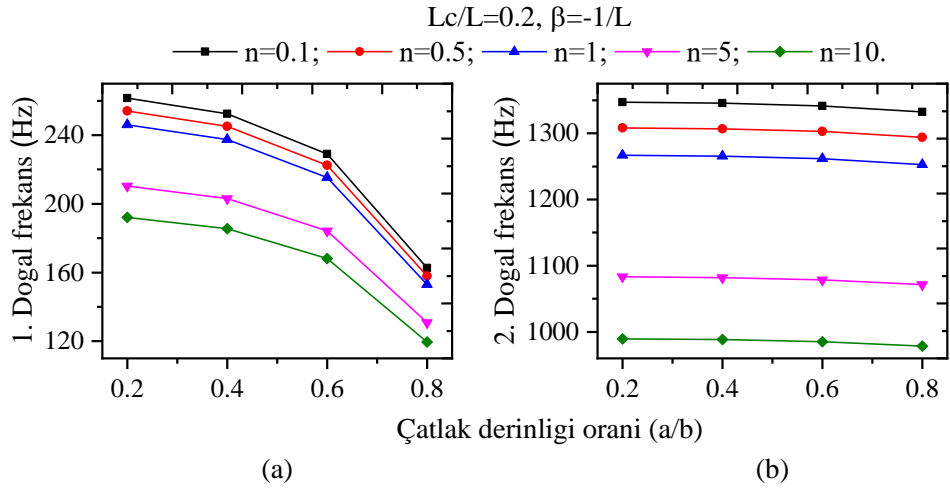 Lc/L=0.2, β=-1/L
n=0.1; n=0.5; n=1; n=5; n=10.
1. Dogal frekans (Hz)
240
200
160
120
0.2 0.4 0.6 0.8
2. Dogal frekans (Hz)
1300
1200
1100
1000
0.2 0.4 0.6 0.8
Çatlak derinligi orani (a/b)
(a) (b)